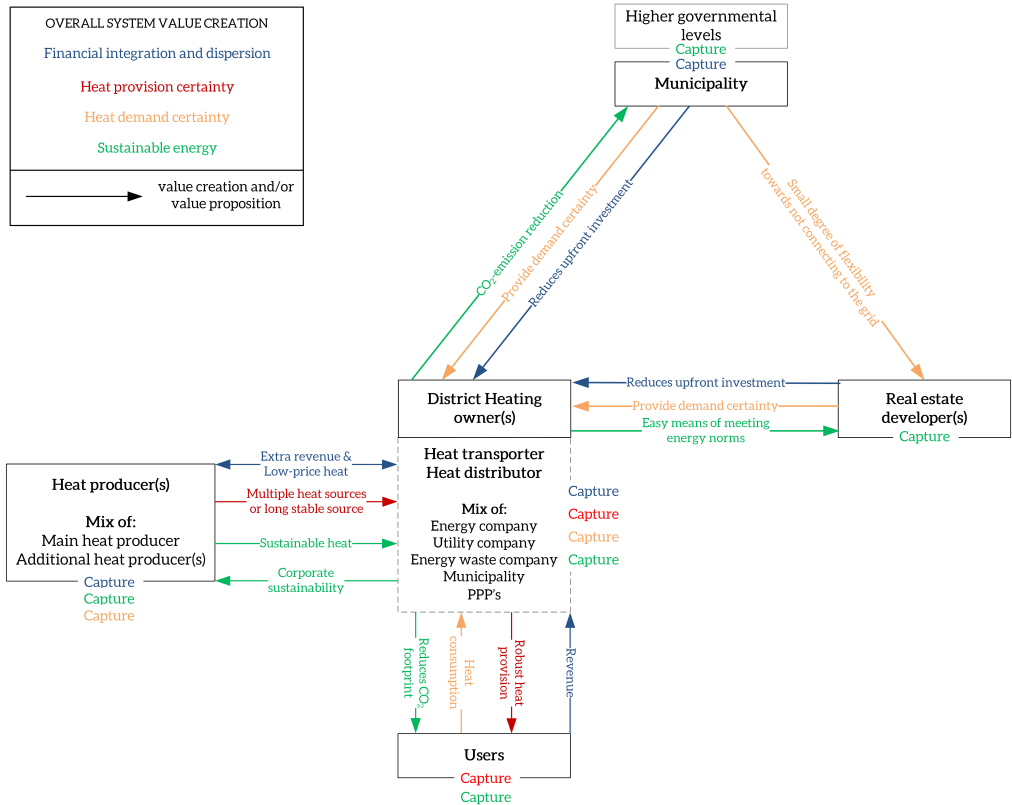 OVERALL SYSTEM VALUE CREATION
Financial integration and dispersion
Heat provision certainty
Heat demand certainty
Sustainable energy
value creation and/or
value proposition
Higher governmental
levels
Capture
Capture
Municipality
CO₂-emission reduction
Provide demand certainty
Reduces upfront investment
Small degree of flexibility
towards not connecting to the grid
District Heating
owner(s)
Reduces upfront investment
Provide demand certainty
Easy means of meeting
energy norms
Real estate
developer(s)
Capture
Heat transporter
Heat distributor
Mix of:
Energy company
Utility company
Energy waste company
Municipality
PPP's
Capture
Capture
Capture
Capture
Heat producer(s)
Mix of:
Main heat producer
Additional heat producer(s)
Capture
Capture
Capture
Extra revenue &
Low-price heat
Multiple heat sources
or long stable source
Sustainable heat
Corporate
sustainability
Reduces CO₂
footprint
Heat
consumption
Robust heat
provision
Revenue
Users
Capture
Capture